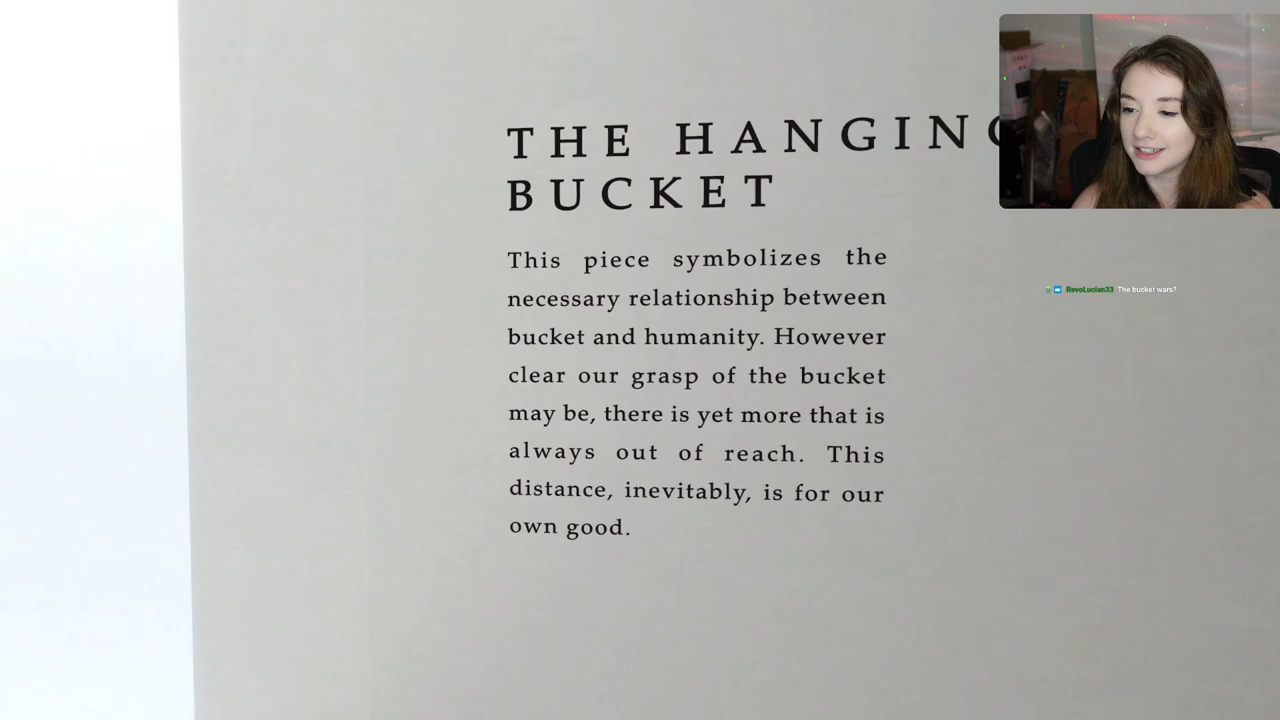 THE HANGING
BUCKET
This piece symbolizes the
necessary relationship between
bucket and humanity. However
clear our grasp of the bucket
may be, there is yet more that is
always out of reach. This
distance, inevitably, is for our
own good.
RevoLucian33 The bucket wars?